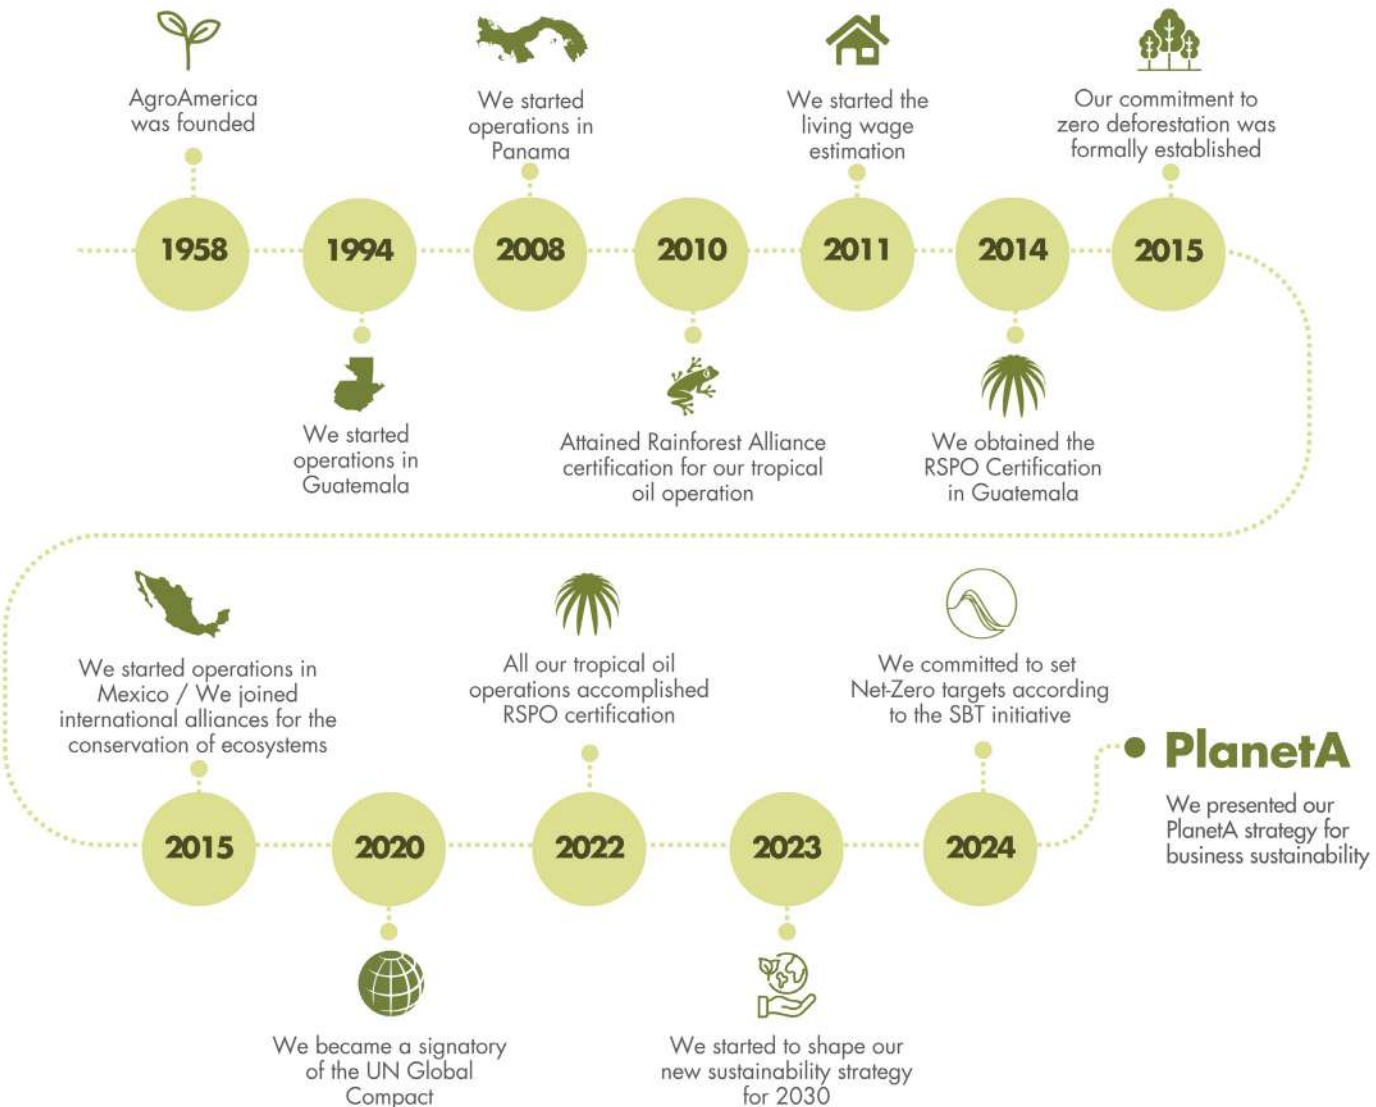 AgroAmerica
was founded
1958
1994
We started
operations in
Guatemala
We started
operations in
Panama
2008
2010
Attained Rainforest Alliance
certification for our tropical
oil operation
We started the
living wage
estimation
2011
2014
We obtained the
RSPO Certification
in Guatemala
Our commitment to
zero deforestation was
formally established
2015
We started operations in
Mexico / We joined
international alliances for the
conservation of ecosystems
2015
2020
We became a signatory
of the UN Global
Compact
All our tropical oil
operations accomplished
RSPO certification
2022
2023
We started to shape our
new sustainability strategy
for 2030
We committed to set
Net-Zero targets according
to the SBT initiative
2024
PlanetA
We presented our
PlanetA strategy for
business sustainability